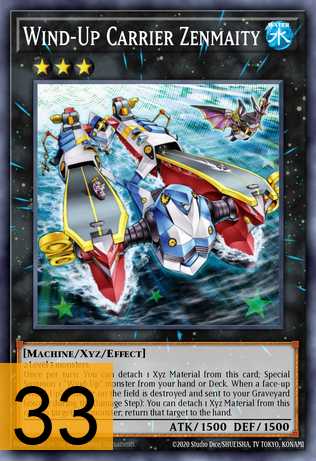 Wind-Up Carrier Zenmaity
WATER
水
[Machine/Xyz/Effect]
2 Level 3 monsters
Once per turn: You can detach 1 Xyz Material from this card; Special
"Wind-Up" monster from your hand or Deck. When a face-up
on the field is destroyed and sent to your Graveyard
Damage Step): You can detach 1 Xyz Material from this
monster; return that target to the hand.
ATK / 1500 DEF / 1500
33
©2020 Studio Dice/SHUEISHA, TV TOKYO, KONAMI